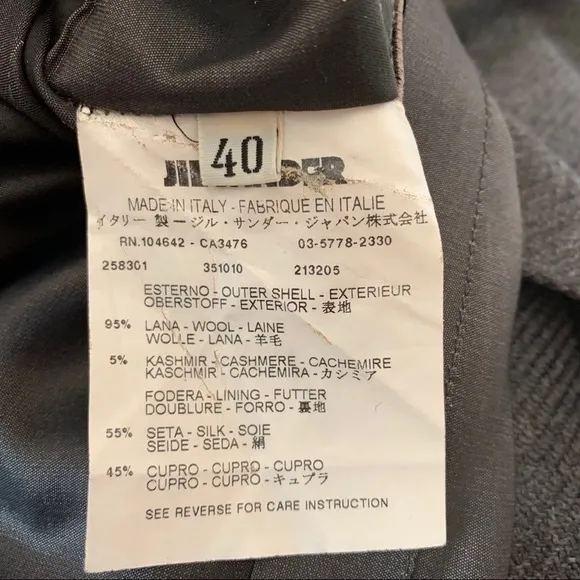 40
JIL SANDER
MADE IN ITALY - FABRIQUE EN ITALIE
イタリー 製 ージル・サンダー・ジャパン株式会社
RN.104642 - CA3476 03-5778-2330
258301 351010 213205
ESTERNO - OUTER SHELL - EXTERIEUR
OBERSTOFF - EXTERIOR - 表地
95% LANA - WOOL - LAINE
WOLLE - LANA - 羊毛
5% KASHMIR - CASHMERE - CACHEMIRE
KASCHMIR - CACHEMIRA - カシミア
FODERA - LINING - FUTTER
DOUBLURE - FORRO - 裏地
55% SETA - SILK - SOIE
SEIDE - SEDA - 絹
45% CUPRO - CUPRO - CUPRO
CUPRO - CUPRO - キュプラ
SEE REVERSE FOR CARE INSTRUCTION